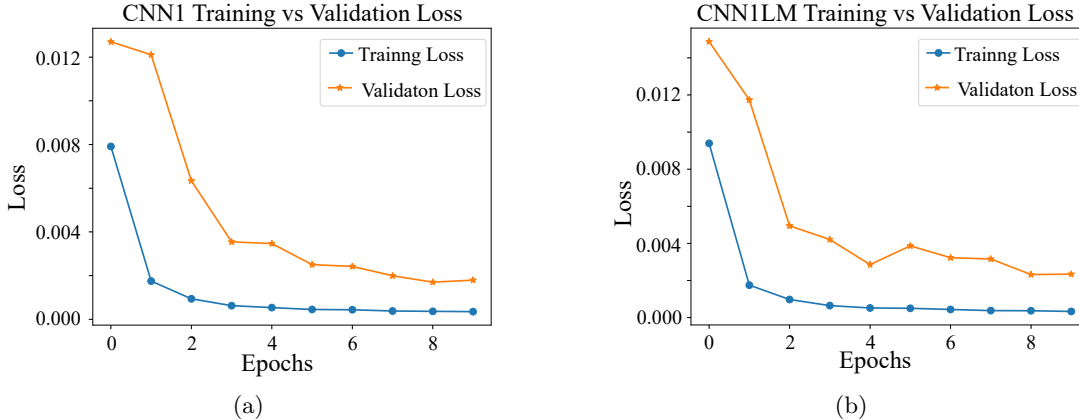 CNN1 Training vs Validation Loss
0.012
0.008
0.004
0.000
Loss
Trainng Loss
Validaton Loss
0 2 4 6 8
Epochs
(a)
CNN1LM Training vs Validation Loss
0.012
0.008
0.004
0.000
Loss
Trainng Loss
Validaton Loss
0 2 4 6 8
Epochs
(b)